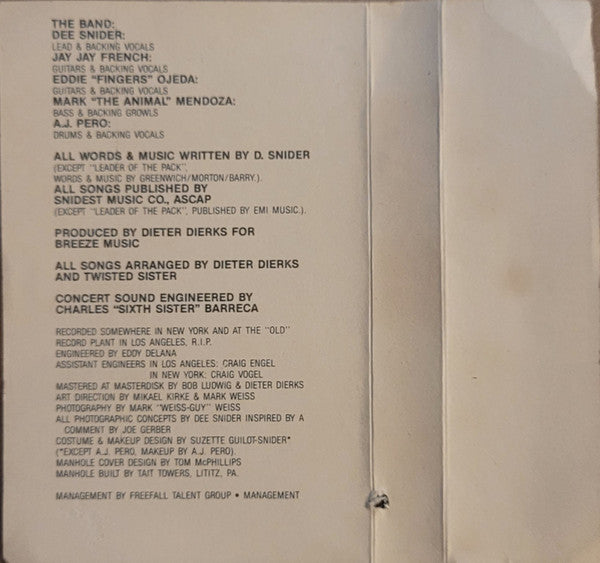 THE BAND:
DEE SNIDER:
LEAD & BACKING VOCALS
JAY JAY FRENCH:
GUITARS & BACKING VOCALS
EDDIE "FINGERS" OJEDA:
GUITARS & BACKING VOCALS
MARK "THE ANIMAL" MENDOZA:
BASS & BACKING GROWLS
A.J. PERO:
DRUMS & BACKING VOCALS
ALL WORDS & MUSIC WRITTEN BY D. SNIDER
(EXCEPT "LEADER OF THE PACK",
WORDS & MUSIC BY GREENWICH/MORTON/BARRY.).
ALL SONGS PUBLISHED BY
SNIDEST MUSIC CO., ASCAP
(EXCEPT "LEADER OF THE PACK", PUBLISHED BY EMI MUSIC.).
PRODUCED BY DIETER DIERKS FOR
BREEZE MUSIC
ALL SONGS ARRANGED BY DIETER DIERKS
AND TWISTED SISTER
CONCERT SOUND ENGINEERED BY
CHARLES "SIXTH SISTER" BARRECA
RECORDED SOMEWHERE IN NEW YORK AND AT THE "OLD"
RECORD PLANT IN LOS ANGELES, R.I.P.
ENGINEERED BY EDDY DELANA
ASSISTANT ENGINEERS IN LOS ANGELES: CRAIG ENGEL
IN NEW YORK: CRAIG VOGEL
MASTERED AT MASTERDISK BY BOB LUDWIG & DIETER DIERKS
ART DIRECTION BY MIKAEL KIRKE & MARK WEISS
PHOTOGRAPHY BY MARK "WEISS-GUY" WEISS
ALL PHOTOGRAPHIC CONCEPTS BY DEE SNIDER INSPIRED BY A
COMMENT BY JOE GERBER
COSTUME & MAKEUP DESIGN BY SUZETTE GUILOT-SNIDER*
(*EXCEPT A.J. PERO, MAKEUP BY A.J. PERO).
MANHOLE COVER DESIGN BY TOM McPHILLIPS
MANHOLE BUILT BY TAIT TOWERS, LITITZ, PA.
MANAGEMENT BY FREEFALL TALENT GROUP • MANAGEMENT